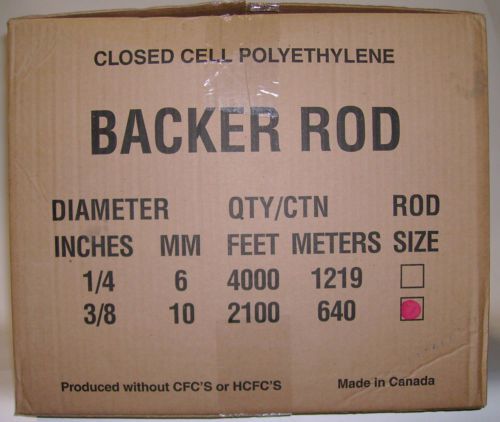 CLOSED CELL POLYETHYLENE
BACKER ROD
DIAMETER QTY/CTN ROD
INCHES MM FEET METERS SIZE
1/4 6 4000 1219
3/8 10 2100 640
Produced without CFC'S or HCFC'S Made in Canada